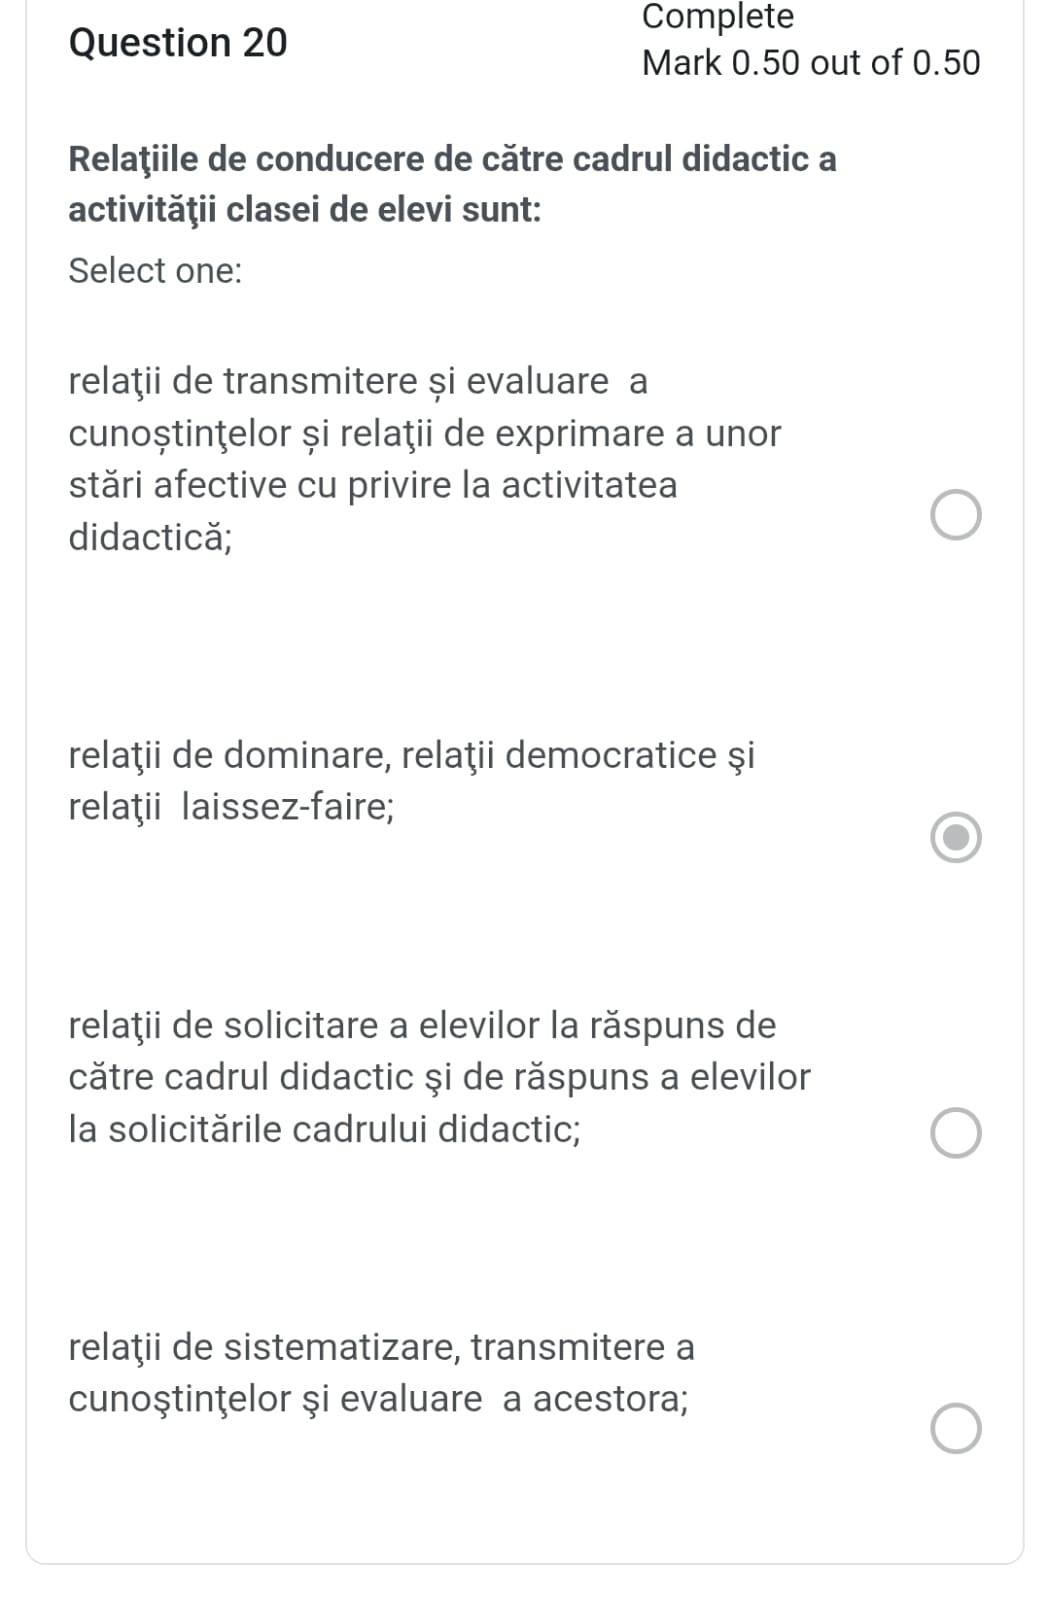 Question 20
Complete
Mark 0.50 out of 0.50
Relaţiile de conducere de către cadrul didactic a
activităţii clasei de elevi sunt:
Select one:
relaţii de transmitere și evaluare  a
cunoștinţelor și relaţii de exprimare a unor
stări afective cu privire la activitatea
didactică;
relaţii de dominare, relaţii democratice şi
relaţii  laissez-faire;
relaţii de solicitare a elevilor la răspuns de
către cadrul didactic şi de răspuns a elevilor
la solicitările cadrului didactic;
relaţii de sistematizare, transmitere a
cunoştinţelor şi evaluare  a acestora;